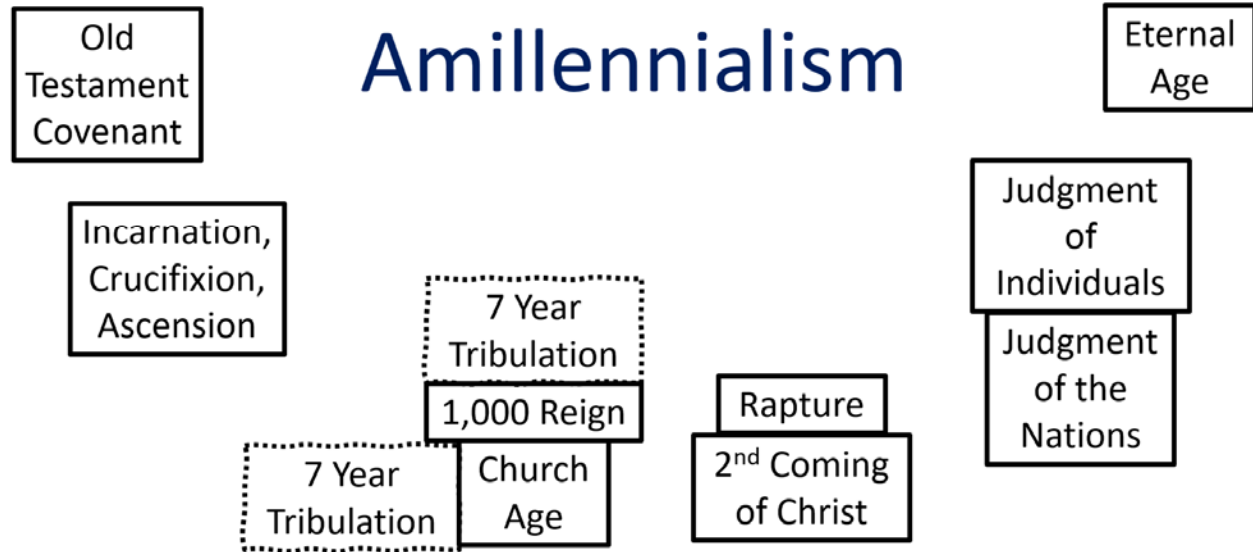 Amillennialism
Old
Testament
Covenant
Incarnation,
Crucifixion,
Ascension
7 Year
Tribulation
7 Year
Tribulation
1,000 Reign
Church
Age
Rapture
2nd Coming
of Christ
Judgment
of
Individuals
Judgment
of the
Nations
Eternal
Age